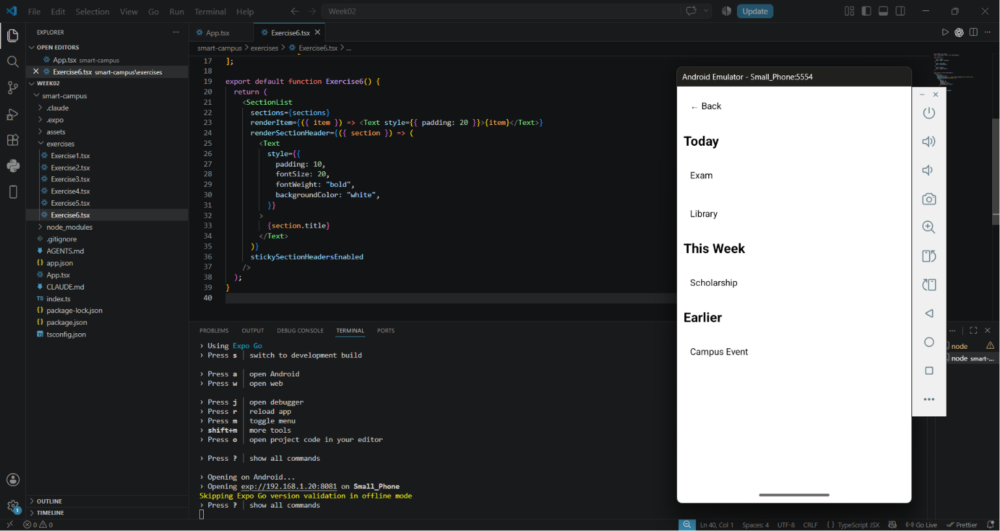 File Edit Selection View Go Run Terminal Help
Week02
Update
EXPLORER
OPEN EDITORS
App.tsx smart-campus
Exercise6.tsx smart-campus\exercises
WEEK02
smart-campus
.claude
.expo
assets
exercises
Exercise1.tsx
Exercise2.tsx
Exercise3.tsx
Exercise4.tsx
Exercise5.tsx
Exercise6.tsx
node_modules
.gitignore
AGENTS.md
{} app.json
App.tsx
CLAUDE.md
TS index.ts
{} package-lock.json
{} package.json
tsconfig.json
OUTLINE
TIMELINE
App.tsx
Exercise6.tsx
smart-campus > exercises > Exercise6.tsx > ...
17 ];
18
19 export default function Exercise6() {
20 return (
21 <SectionList
22 sections={sections}
23 renderItem={({ item }) => <Text style={{ padding: 20 }}>{item}</Text>}
24 renderSectionHeader={({ section }) => (
25 <Text
26 style={{
27 padding: 10,
28 fontSize: 20,
29 fontWeight: "bold",
30 backgroundColor: "white",
31 }}
32 >
33 {section.title}
34 </Text>
35 )}
36 stickySectionHeadersEnabled
37 />
38 );
39 }
40
PROBLEMS OUTPUT DEBUG CONSOLE TERMINAL PORTS
› Using Expo Go
› Press s │ switch to development build
› Press a │ open Android
› Press w │ open web
› Press j │ open debugger
› Press r │ reload app
› Press m │ toggle menu
› shift+m │ more tools
› Press o │ open project code in your editor
› Press ? │ show all commands
› Opening on Android...
› Opening exp://192.168.1.20:8081 on Small_Phone
Skipping Expo Go version validation in offline mode
› Press ? │ show all commands
node
node smart-...
Android Emulator - Small_Phone:5554
← Back
Today
Exam
Library
This Week
Scholarship
Earlier
Campus Event
1
0 0
Ln 40, Col 1 Spaces: 4 UTF-8 CRLF {} TypeScript JSX Go Live Prettier